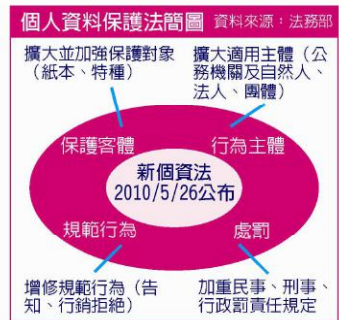 個人資料保護法簡圖 資料來源：法務部
擴大並加強保護對象
（紙本、特種）
擴大適用主體（公
務機關及自然人、
法人、團體）
保護客體
行為主體
新個資法
2010/5/26公布
規範行為
處罰
增修規範行為（告
知、行銷拒絕）
加重民事、刑事、
行政罰責任規定